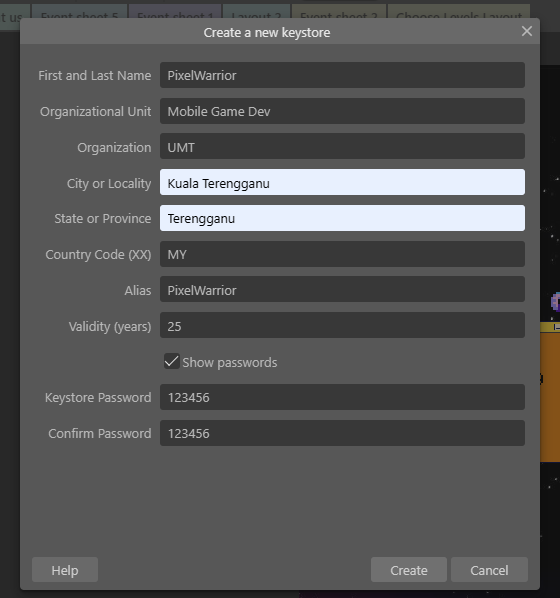 t us Event sheet 5 Event sheet 1 Layout 2 Event sheet 2 Choose Levels Layout
Create a new keystore
First and Last Name PixelWarrior
Organizational Unit Mobile Game Dev
Organization UMT
City or Locality Kuala Terengganu
State or Province Terengganu
Country Code (XX) MY
Alias PixelWarrior
Validity (years) 25
Show passwords
Keystore Password 123456
Confirm Password 123456
Help Create Cancel